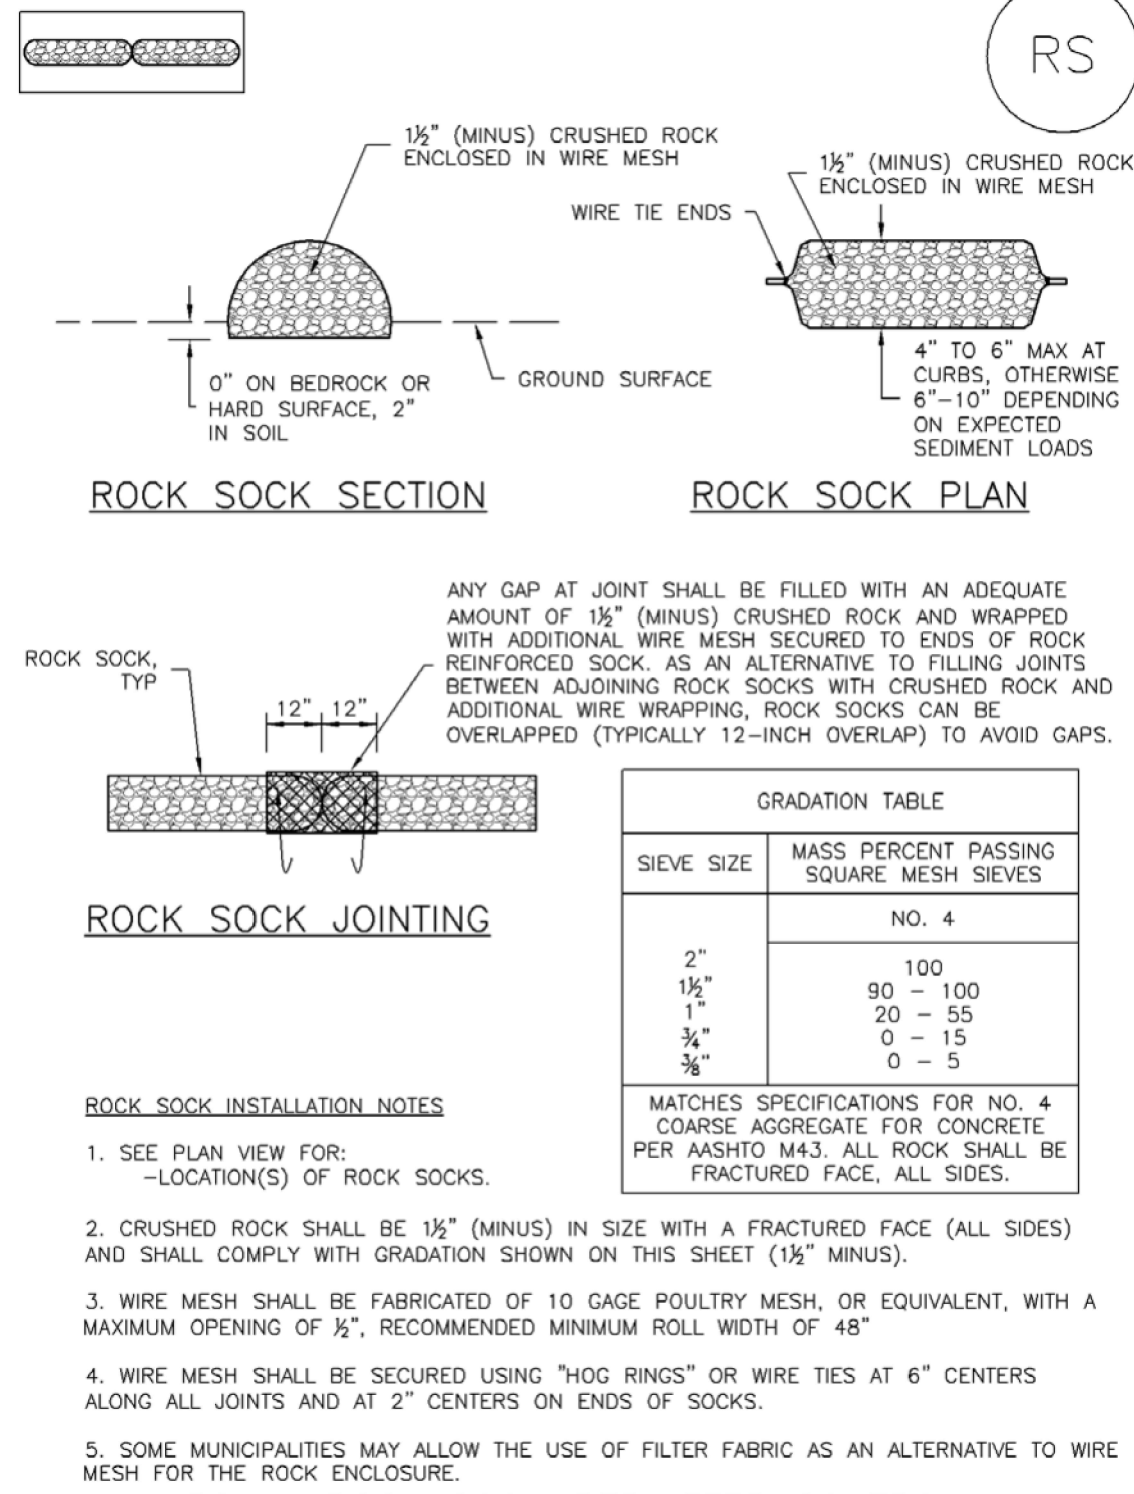 RS
1½" (MINUS) CRUSHED ROCK
ENCLOSED IN WIRE MESH
1½" (MINUS) CRUSHED ROCK
ENCLOSED IN WIRE MESH
WIRE TIE ENDS
0" ON BEDROCK OR
HARD SURFACE, 2"
IN SOIL
GROUND SURFACE
4" TO 6" MAX AT
CURBS, OTHERWISE
6"-10" DEPENDING
ON EXPECTED
SEDIMENT LOADS
ROCK SOCK SECTION
ROCK SOCK PLAN
ANY GAP AT JOINT SHALL BE FILLED WITH AN ADEQUATE
AMOUNT OF 1½" (MINUS) CRUSHED ROCK AND WRAPPED
WITH ADDITIONAL WIRE MESH SECURED TO ENDS OF ROCK
REINFORCED SOCK. AS AN ALTERNATIVE TO FILLING JOINTS
BETWEEN ADJOINING ROCK SOCKS WITH CRUSHED ROCK AND
ADDITIONAL WIRE WRAPPING, ROCK SOCKS CAN BE
OVERLAPPED (TYPICALLY 12-INCH OVERLAP) TO AVOID GAPS.
ROCK SOCK,
TYP
12" 12"
ROCK SOCK JOINTING
GRADATION TABLE
SIEVE SIZE
MASS PERCENT PASSING
SQUARE MESH SIEVES
NO. 4
2" 100
1½" 90 - 100
1" 20 - 55
¾" 0 - 15
⅜" 0 - 5
MATCHES SPECIFICATIONS FOR NO. 4
COARSE AGGREGATE FOR CONCRETE
PER AASHTO M43. ALL ROCK SHALL BE
FRACTURED FACE, ALL SIDES.
ROCK SOCK INSTALLATION NOTES
1. SEE PLAN VIEW FOR:
-LOCATION(S) OF ROCK SOCKS.
2. CRUSHED ROCK SHALL BE 1½" (MINUS) IN SIZE WITH A FRACTURED FACE (ALL SIDES)
AND SHALL COMPLY WITH GRADATION SHOWN ON THIS SHEET (1½" MINUS).
3. WIRE MESH SHALL BE FABRICATED OF 10 GAGE POULTRY MESH, OR EQUIVALENT, WITH A
MAXIMUM OPENING OF ½", RECOMMENDED MINIMUM ROLL WIDTH OF 48"
4. WIRE MESH SHALL BE SECURED USING "HOG RINGS" OR WIRE TIES AT 6" CENTERS
ALONG ALL JOINTS AND AT 2" CENTERS ON ENDS OF SOCKS.
5. SOME MUNICIPALITIES MAY ALLOW THE USE OF FILTER FABRIC AS AN ALTERNATIVE TO WIRE
MESH FOR THE ROCK ENCLOSURE.